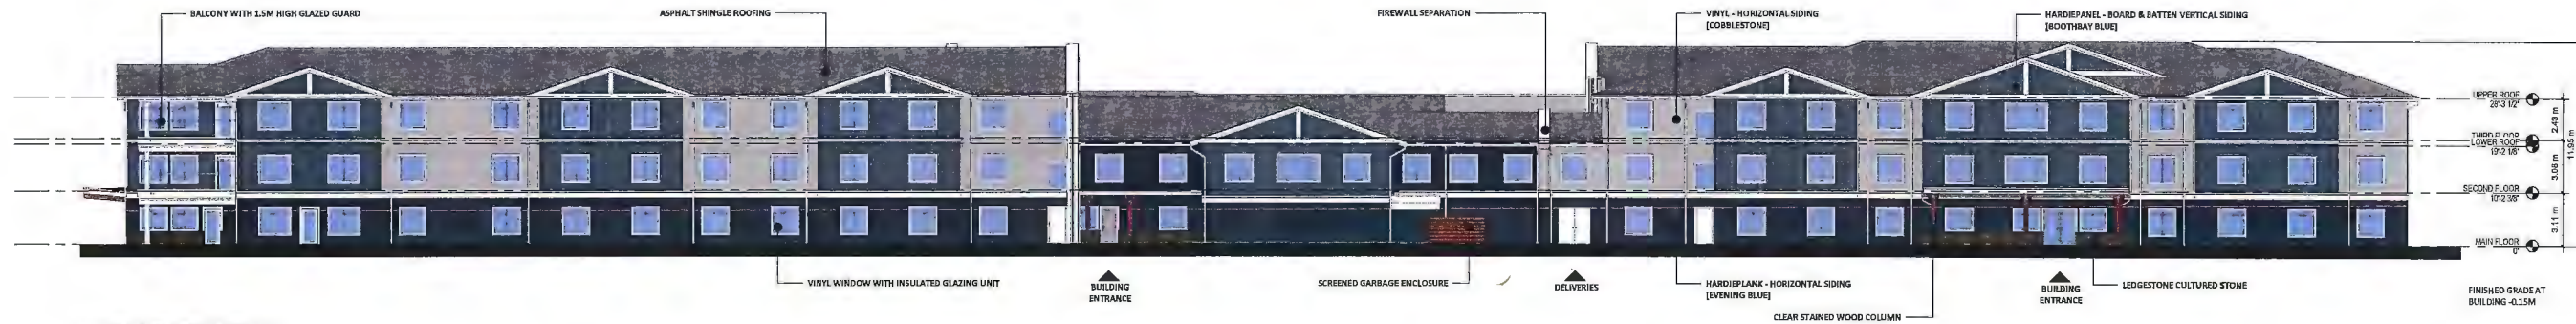 BALCONY WITH 1.5M HIGH GLAZED GUARD
ASPHALT SHINGLE ROOFING
FIREWALL SEPARATION
VINYL - HORIZONTAL SIDING
[COBBLESTONE]
HARDIEPANEL - BOARD & BATTEN VERTICAL SIDING
[BOOTHBAY BLUE]
UPPER ROOF
28'-3 1/2"
2.43 m
THIRD FLOOR
LOWER ROOF
19'-2 1/8"
11.95 m
3.08 m
SECOND FLOOR
10'-2 3/8"
3.11 m
MAIN FLOOR
0"
VINYL WINDOW WITH INSULATED GLAZING UNIT
BUILDING
ENTRANCE
SCREENED GARBAGE ENCLOSURE
DELIVERIES
HARDIEPLANK - HORIZONTAL SIDING
[EVENING BLUE]
CLEAR STAINED WOOD COLUMN
BUILDING
ENTRANCE
LEDGESTONE CULTURED STONE
FINISHED GRADE AT
BUILDING -0.15M